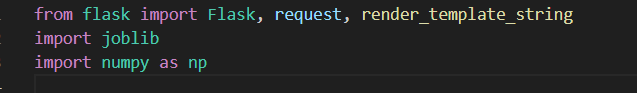 from flask import Flask, request, render_template_string
import joblib
import numpy as np